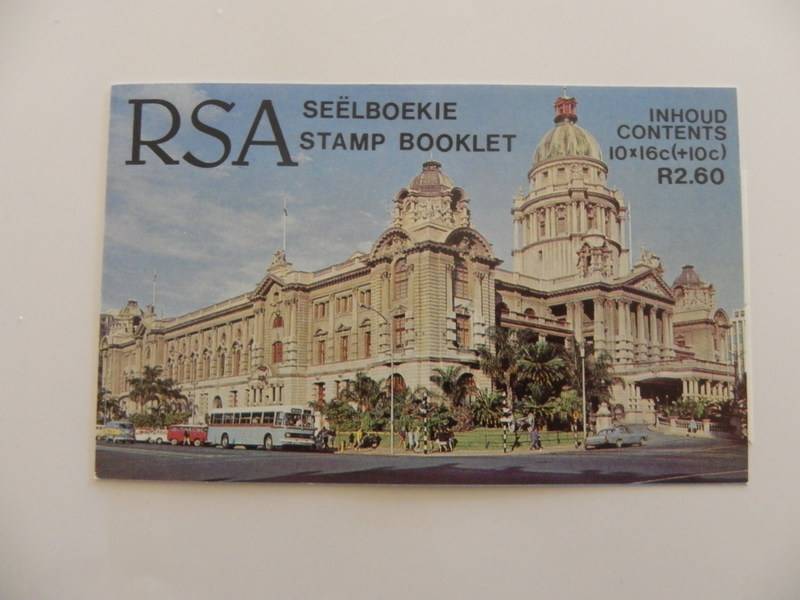 RSA
SEËLBOEKIE
STAMP BOOKLET
INHOUD
CONTENTS
10×16c(+10c)
R2.60